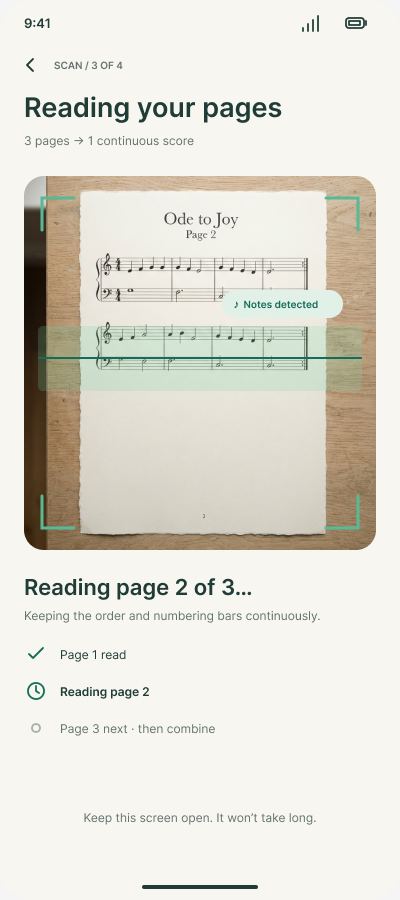 9:41
SCAN / 3 OF 4
Reading your pages
3 pages → 1 continuous score
Ode to Joy
Page 2
♪ Notes detected
Reading page 2 of 3...
Keeping the order and numbering bars continuously.
Page 1 read
Reading page 2
Page 3 next · then combine
Keep this screen open. It won’t take long.